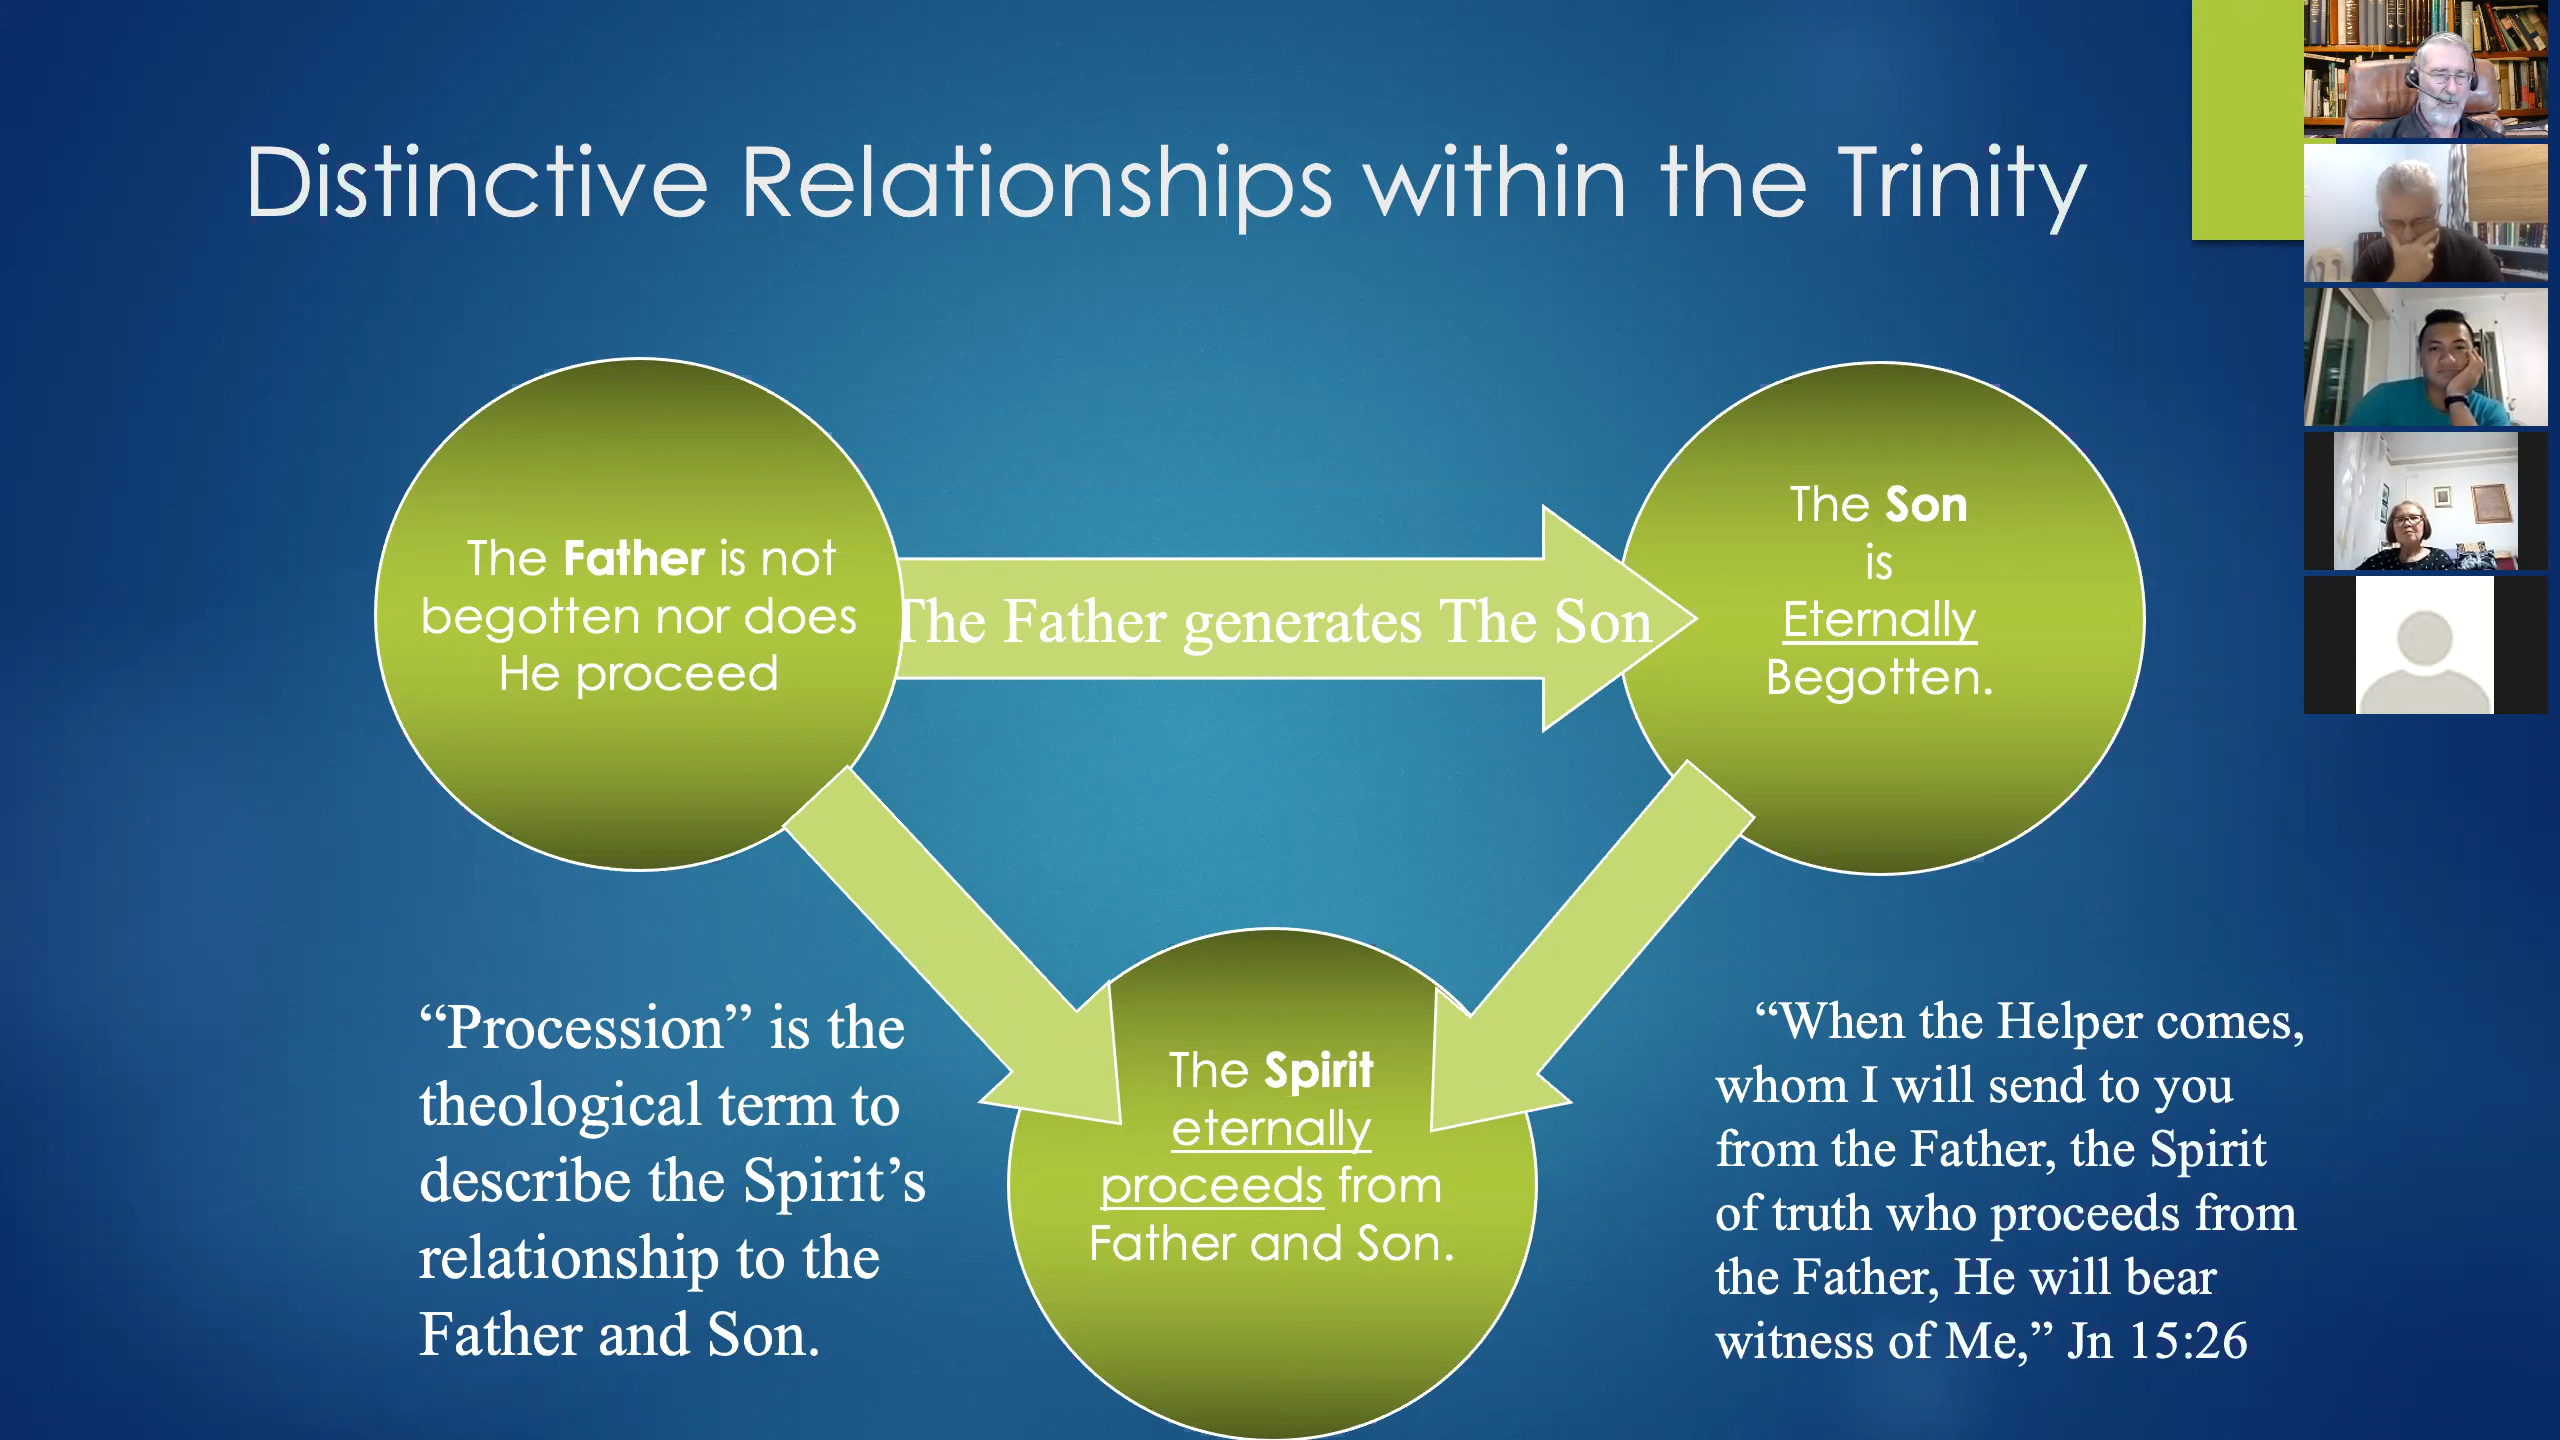 Distinctive Relationships within the Trinity
The Father is not
begotten nor does
He proceed
The Father generates The Son
The Son
is
Eternally
Begotten.
The Spirit
eternally
proceeds from
Father and Son.
“Procession” is the
theological term to
describe the Spirit’s
relationship to the
Father and Son.
“When the Helper comes,
whom I will send to you
from the Father, the Spirit
of truth who proceeds from
the Father, He will bear
witness of Me,” Jn 15:26